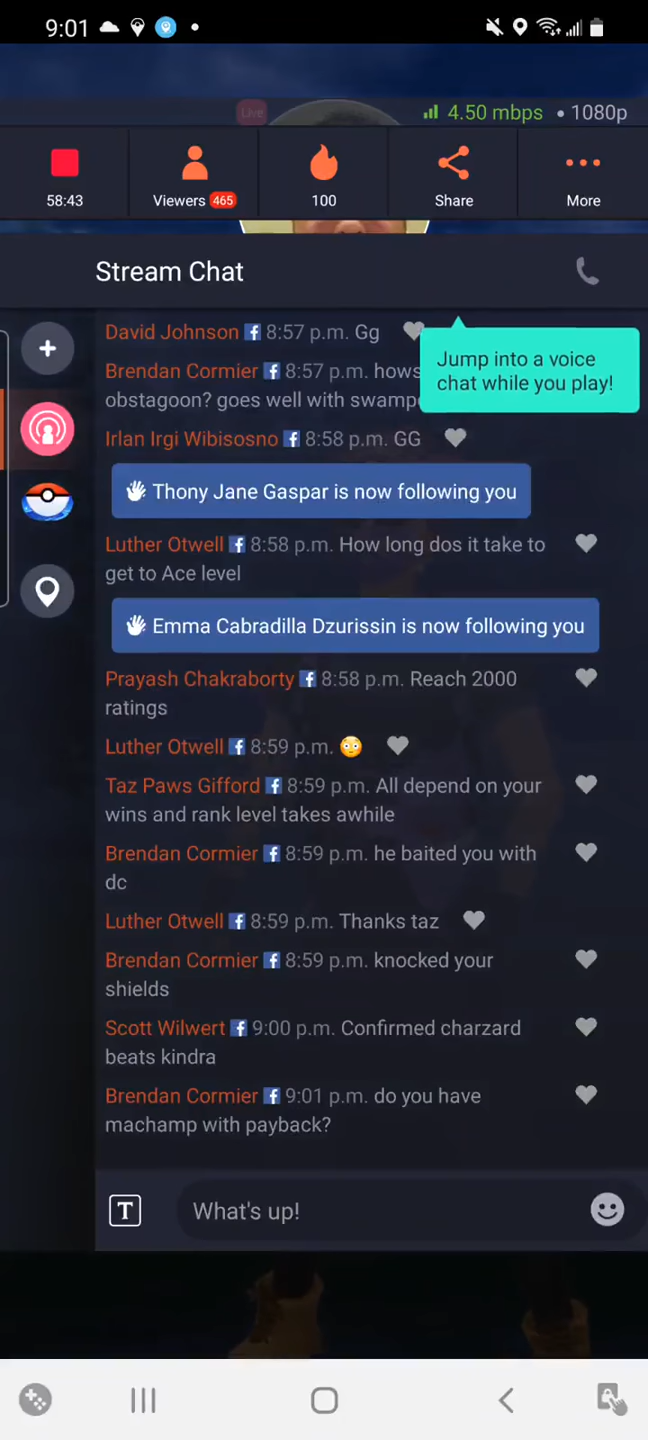 9:01
Live
4.50 mbps • 1080p
58:43
Viewers 465
100
Share
More
Stream Chat
Jump into a voice
chat while you play!
David Johnson 8:57 p.m. Gg
Brendan Cormier 8:57 p.m. hows
obstagoon? goes well with swampe
Irlan Irgi Wibisosno 8:58 p.m. GG
Thony Jane Gaspar is now following you
Luther Otwell 8:58 p.m. How long dos it take to
get to Ace level
Emma Cabradilla Dzurissin is now following you
Prayash Chakraborty 8:58 p.m. Reach 2000
ratings
Luther Otwell 8:59 p.m. 😳
Taz Paws Gifford 8:59 p.m. All depend on your
wins and rank level takes awhile
Brendan Cormier 8:59 p.m. he baited you with
dc
Luther Otwell 8:59 p.m. Thanks taz
Brendan Cormier 8:59 p.m. knocked your
shields
Scott Wilwert 9:00 p.m. Confirmed charzard
beats kindra
Brendan Cormier 9:01 p.m. do you have
machamp with payback?
T
What's up!